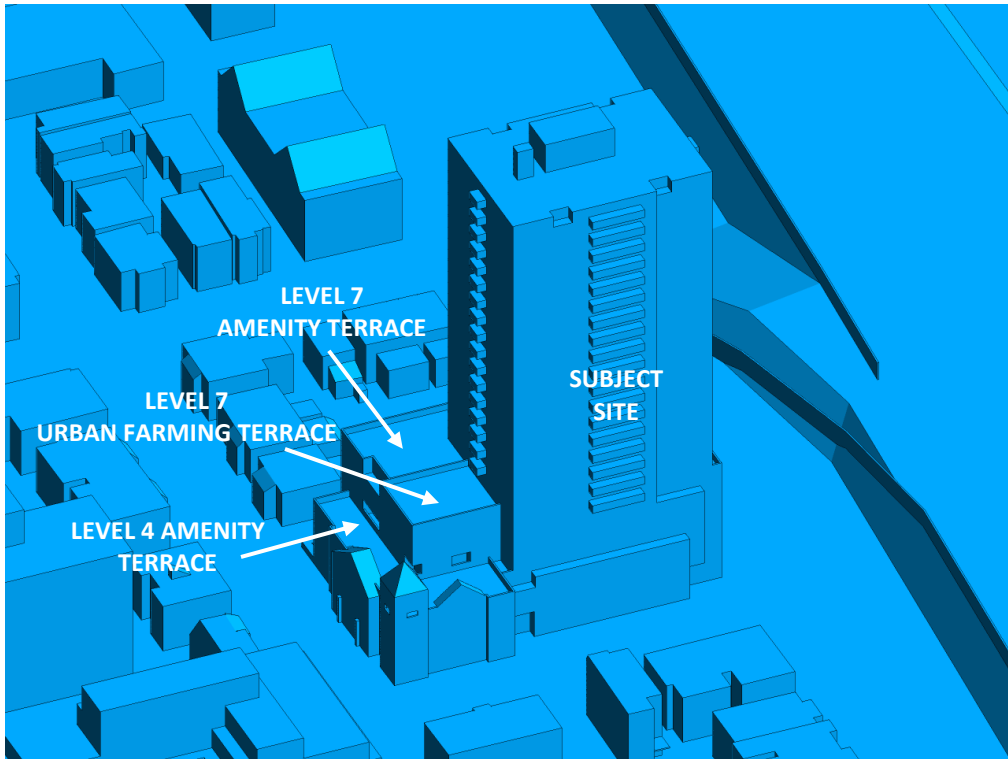 LEVEL 7
AMENITY TERRACE
LEVEL 7
URBAN FARMING TERRACE
SUBJECT
SITE
LEVEL 4 AMENITY
TERRACE